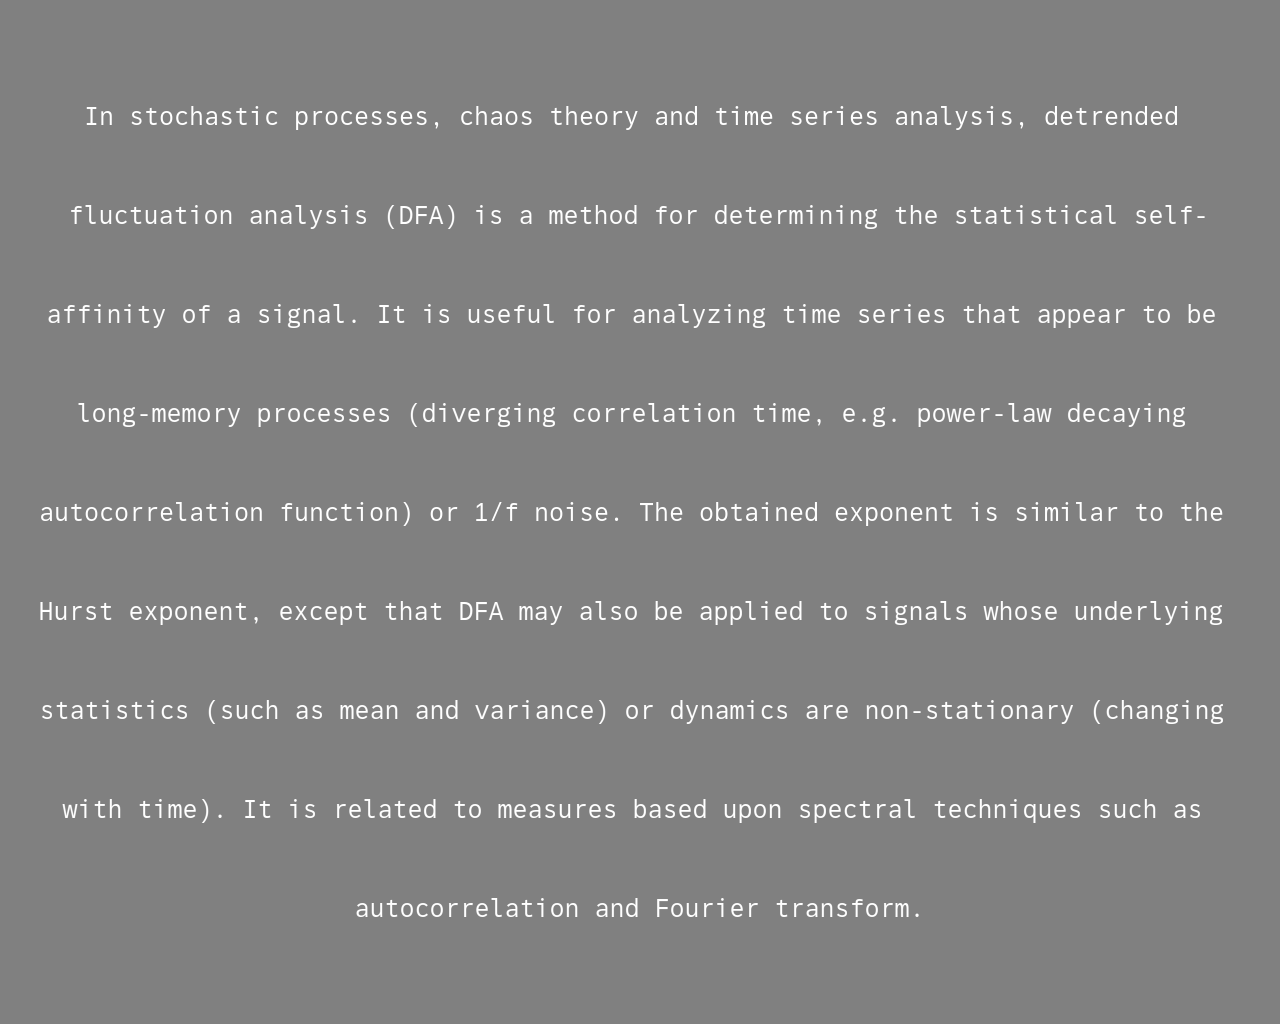 In stochastic processes, chaos theory and time series analysis, detrended
fluctuation analysis (DFA) is a method for determining the statistical self-
affinity of a signal. It is useful for analyzing time series that appear to be
long-memory processes (diverging correlation time, e.g. power-law decaying
autocorrelation function) or 1/f noise. The obtained exponent is similar to the
Hurst exponent, except that DFA may also be applied to signals whose underlying
statistics (such as mean and variance) or dynamics are non-stationary (changing
with time). It is related to measures based upon spectral techniques such as
autocorrelation and Fourier transform.